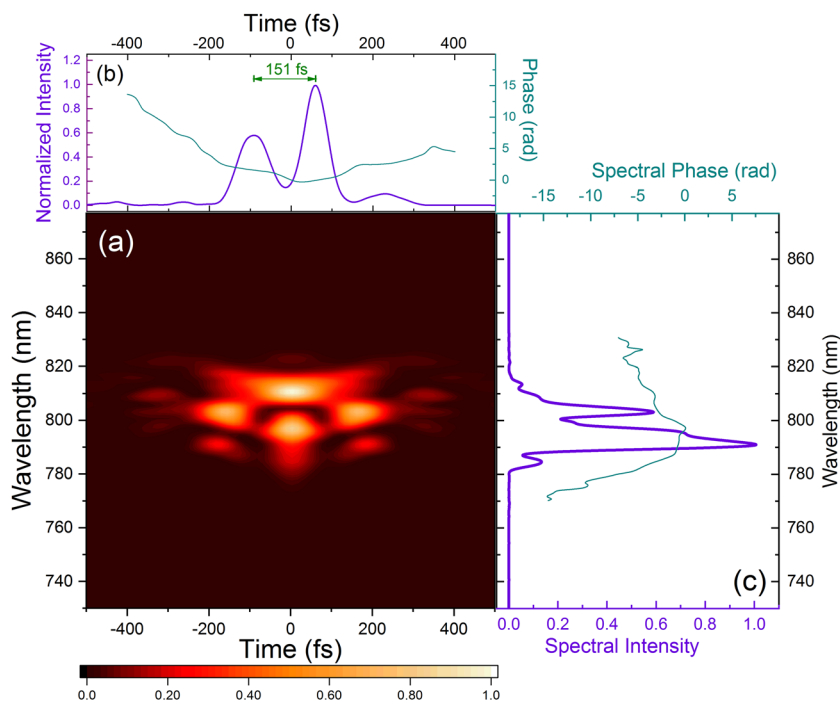 Time (fs)
-400 -200 0 200 400
(b)
151 fs
1.2
1.0
0.8
0.6
0.4
0.2
0.0
Normalized Intensity
15
10
5
0
Phase (rad)
Spectral Phase (rad)
-15 -10 -5 0 5
(a)
860
840
820
800
780
760
740
Wavelength (nm)
-400 -200 0 200 400
Time (fs)
860
840
820
800
780
760
740
Wavelength (nm)
(c)
0.0 0.2 0.4 0.6 0.8 1.0
Spectral Intensity
0.0 0.20 0.40 0.60 0.80 1.0